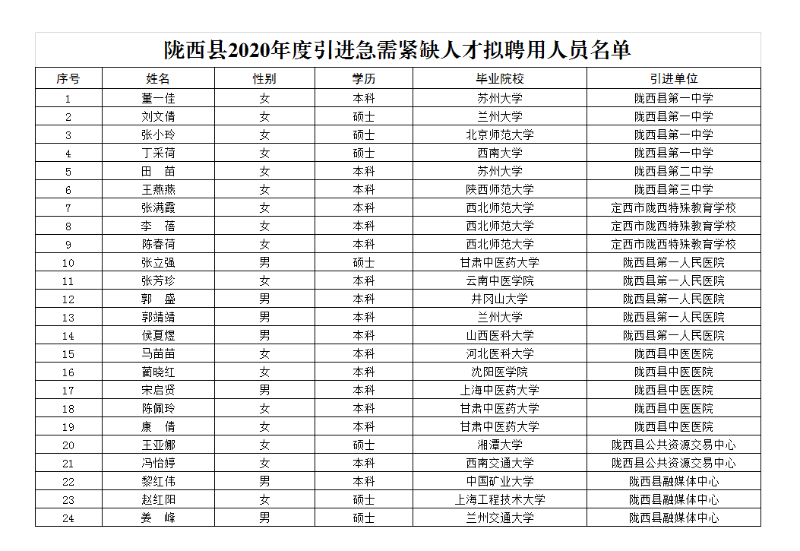 陇西县2020年度引进急需紧缺人才拟聘用人员名单
序号 姓名 性别 学历 毕业院校 引进单位
1 董一佳 女 本科 苏州大学 陇西县第一中学
2 刘文倩 女 硕士 兰州大学 陇西县第一中学
3 张小玲 女 硕士 北京师范大学 陇西县第一中学
4 丁采荷 女 硕士 西南大学 陇西县第一中学
5 田 苗 女 本科 苏州大学 陇西县第二中学
6 王燕燕 女 本科 陕西师范大学 陇西县第三中学
7 张满霞 女 本科 西北师范大学 定西市陇西特殊教育学校
8 李 蓓 女 本科 西北师范大学 定西市陇西特殊教育学校
9 陈春荷 女 本科 西北师范大学 定西市陇西特殊教育学校
10 张立强 男 硕士 甘肃中医药大学 陇西县第一人民医院
11 张芳珍 女 本科 云南中医学院 陇西县第一人民医院
12 郭 盛 男 本科 井冈山大学 陇西县第一人民医院
13 郭靖靖 男 本科 兰州大学 陇西县第一人民医院
14 侯夏煜 男 本科 山西医科大学 陇西县第一人民医院
15 马苗苗 女 本科 河北医科大学 陇西县中医医院
16 蔺晓红 女 本科 沈阳医学院 陇西县中医医院
17 宋启贤 男 本科 上海中医药大学 陇西县中医医院
18 陈佩玲 女 本科 甘肃中医药大学 陇西县中医医院
19 康 倩 女 本科 甘肃中医药大学 陇西县中医医院
20 王亚娜 女 硕士 湘潭大学 陇西县公共资源交易中心
21 冯怡婷 女 本科 西南交通大学 陇西县公共资源交易中心
22 黎红伟 男 本科 中国矿业大学 陇西县融媒体中心
23 赵红阳 女 硕士 上海工程技术大学 陇西县融媒体中心
24 姜 峰 男 硕士 兰州交通大学 陇西县融媒体中心